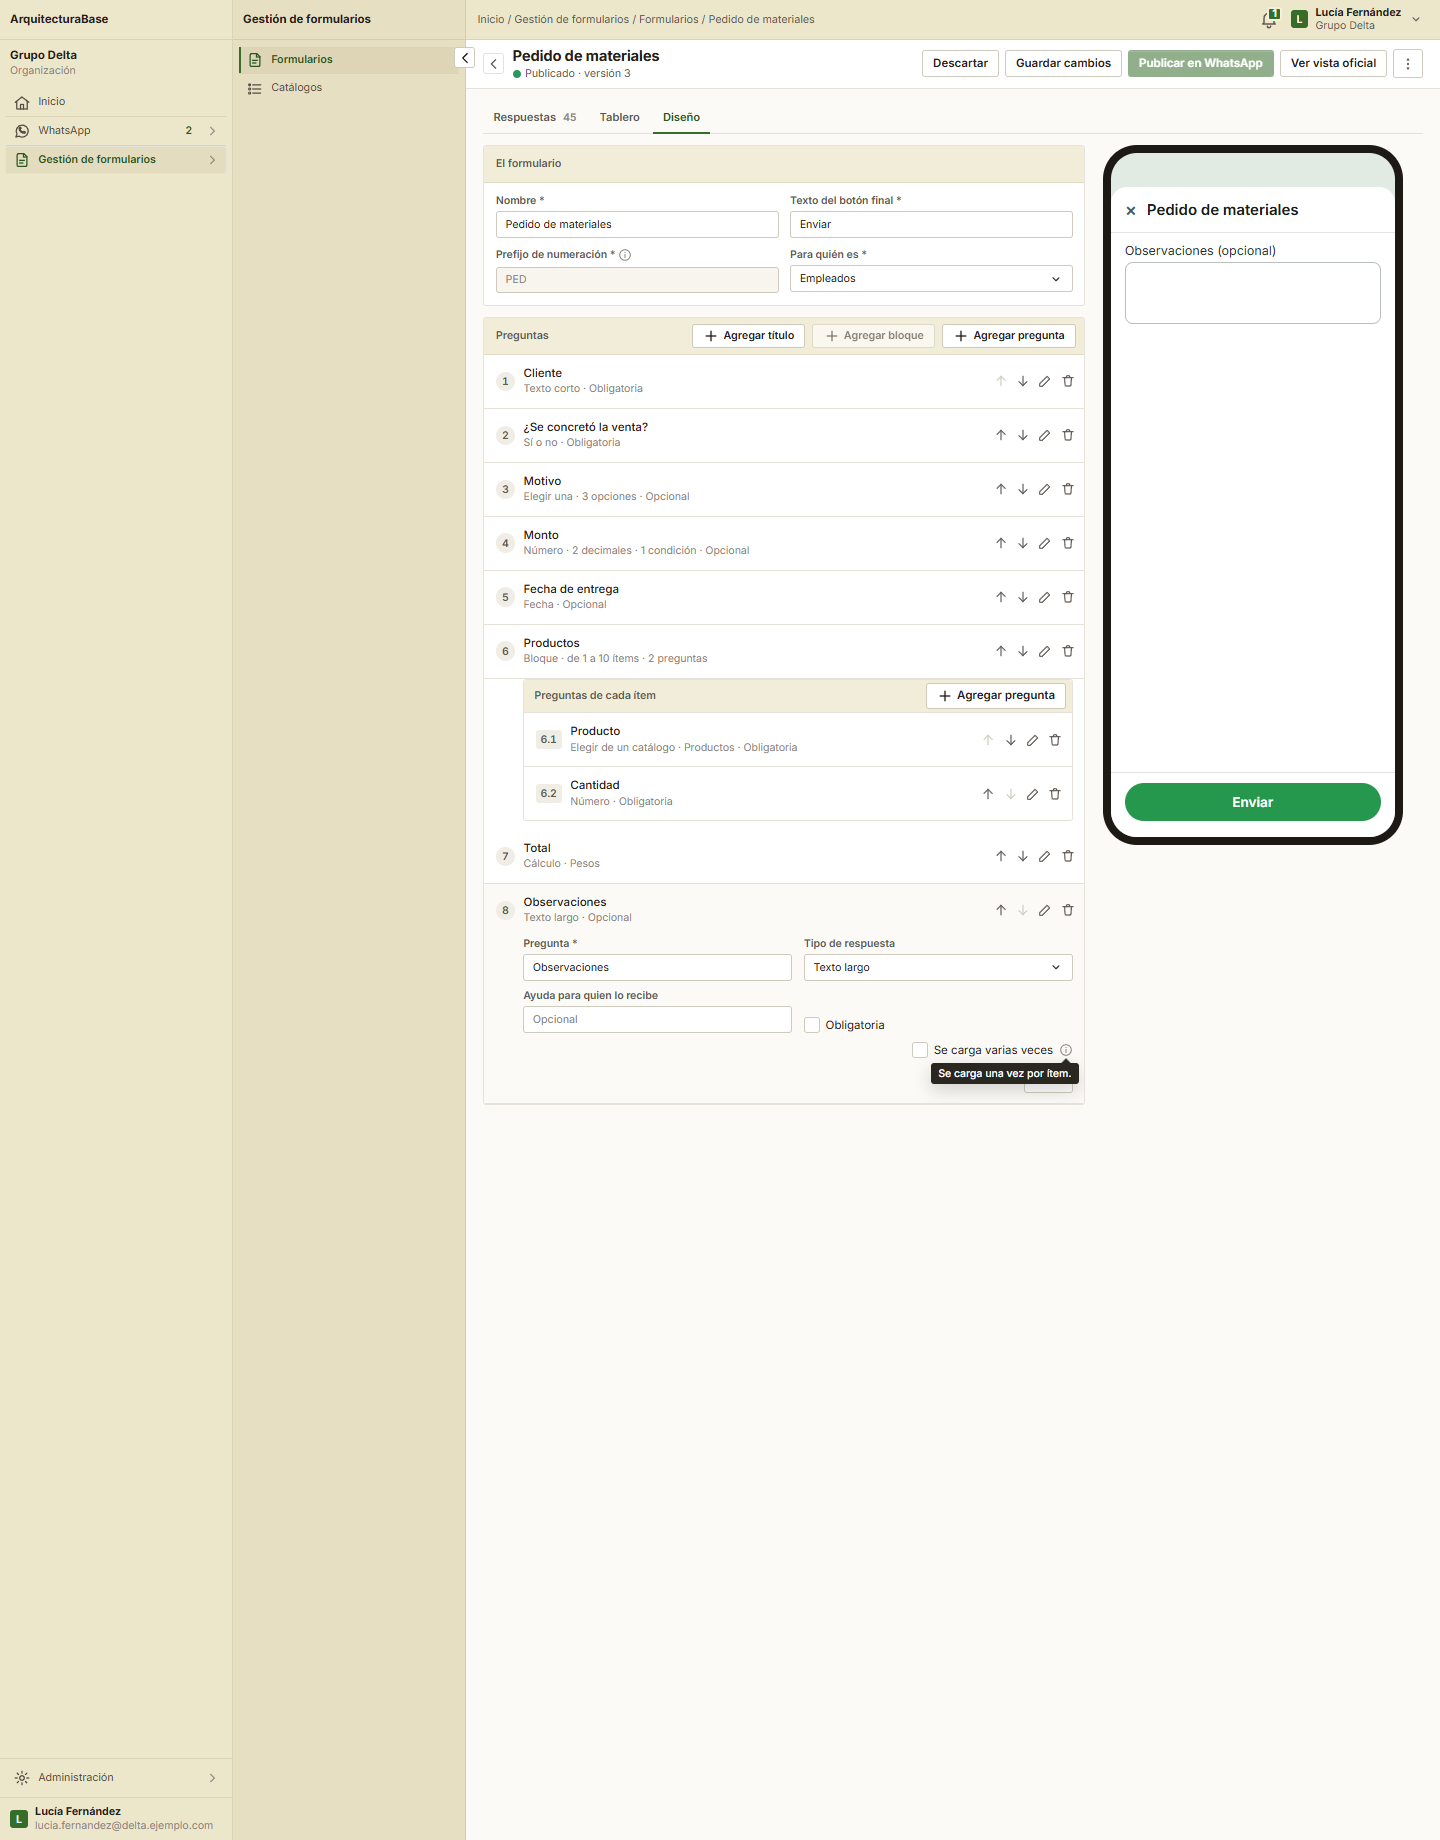 ArquitecturaBase
Grupo Delta
Organización
Inicio
WhatsApp 2
Gestión de formularios
Administración
L
Lucía Fernández
lucia.fernandez@delta.ejemplo.com
Gestión de formularios
Formularios
Catálogos
Inicio / Gestión de formularios / Formularios / Pedido de materiales
1
L
Lucía Fernández
Grupo Delta
Pedido de materiales
Publicado · versión 3
Descartar
Guardar cambios
Publicar en WhatsApp
Ver vista oficial
Respuestas 45
Tablero
Diseño
El formulario
Nombre *
Pedido de materiales
Texto del botón final *
Enviar
Prefijo de numeración *
PED
Para quién es *
Empleados
Preguntas
Agregar título
Agregar bloque
Agregar pregunta
1
Cliente
Texto corto · Obligatoria
2
¿Se concretó la venta?
Sí o no · Obligatoria
3
Motivo
Elegir una · 3 opciones · Opcional
4
Monto
Número · 2 decimales · 1 condición · Opcional
5
Fecha de entrega
Fecha · Opcional
6
Productos
Bloque · de 1 a 10 ítems · 2 preguntas
Preguntas de cada ítem
Agregar pregunta
6.1
Producto
Elegir de un catálogo · Productos · Obligatoria
6.2
Cantidad
Número · Obligatoria
7
Total
Cálculo · Pesos
8
Observaciones
Texto largo · Opcional
Pregunta *
Observaciones
Tipo de respuesta
Texto largo
Ayuda para quien lo recibe
Opcional
Obligatoria
Se carga varias veces
Se carga una vez por ítem.
Pedido de materiales
Observaciones (opcional)
Enviar